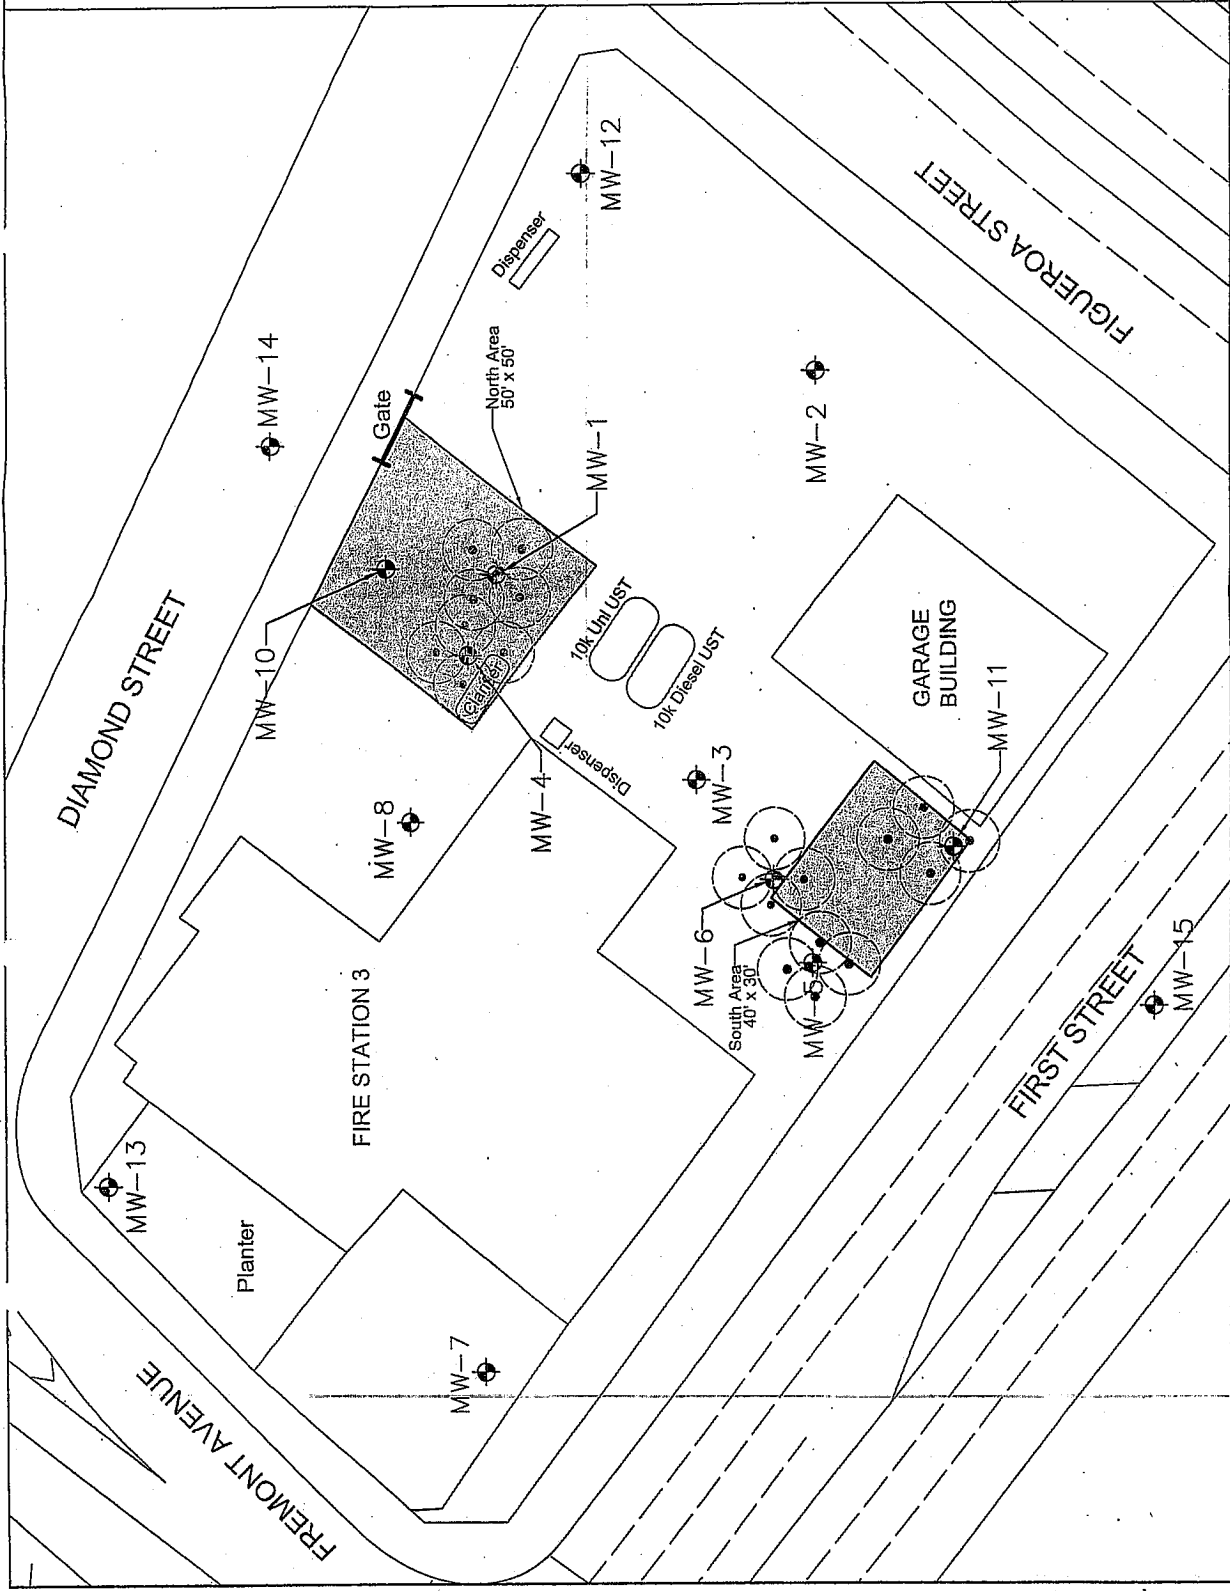 DIAMOND STREET
FIGUEROA STREET
FIRST STREET
FREMONT AVENUE
MW-14
MW-12
Dispenser
Gate
North Area
50' x 50'
MW-1
MW-2
MW-10
10k Unl UST
10k Diesel UST
GARAGE
BUILDING
MW-11
MW-4
Dispenser
MW-3
MW-8
MW-6
South Area
40' x 30'
MW-5
MW-15
FIRE STATION 3
MW-13
Planter
MW-7